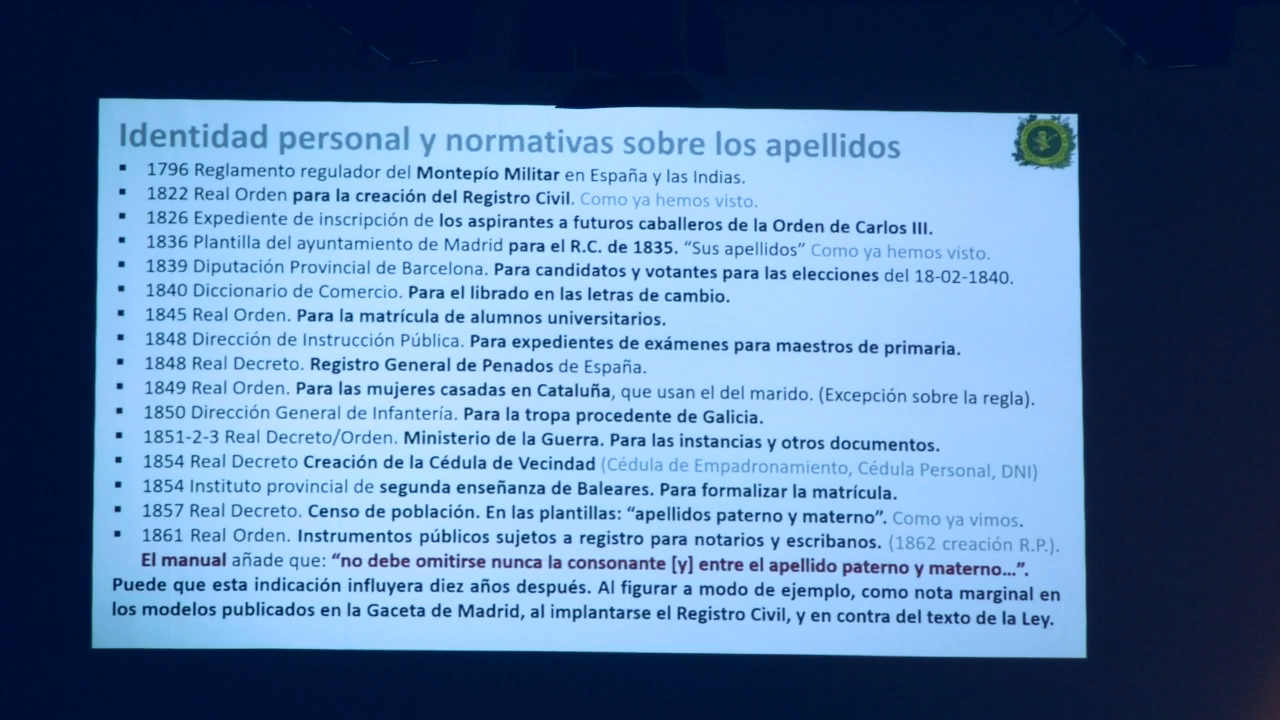 Identidad personal y normativas sobre los apellidos
▪ 1796 Reglamento regulador del Montepío Militar en España y las Indias.
▪ 1822 Real Orden para la creación del Registro Civil. Como ya hemos visto.
▪ 1826 Expediente de inscripción de los aspirantes a futuros caballeros de la Orden de Carlos III.
▪ 1836 Plantilla del ayuntamiento de Madrid para el R.C. de 1835. “Sus apellidos” Como ya hemos visto.
▪ 1839 Diputación Provincial de Barcelona. Para candidatos y votantes para las elecciones del 18-02-1840.
▪ 1840 Diccionario de Comercio. Para el librado en las letras de cambio.
▪ 1845 Real Orden. Para la matrícula de alumnos universitarios.
▪ 1848 Dirección de Instrucción Pública. Para expedientes de exámenes para maestros de primaria.
▪ 1848 Real Decreto. Registro General de Penados de España.
▪ 1849 Real Orden. Para las mujeres casadas en Cataluña, que usan el del marido. (Excepción sobre la regla).
▪ 1850 Dirección General de Infantería. Para la tropa procedente de Galicia.
▪ 1851-2-3 Real Decreto/Orden. Ministerio de la Guerra. Para las instancias y otros documentos.
▪ 1854 Real Decreto Creación de la Cédula de Vecindad (Cédula de Empadronamiento, Cédula Personal, DNI)
▪ 1854 Instituto provincial de segunda enseñanza de Baleares. Para formalizar la matrícula.
▪ 1857 Real Decreto. Censo de población. En las plantillas: “apellidos paterno y materno”. Como ya vimos.
▪ 1861 Real Orden. Instrumentos públicos sujetos a registro para notarios y escribanos. (1862 creación R.P.).
El manual añade que: “no debe omitirse nunca la consonante [y] entre el apellido paterno y materno…”.
Puede que esta indicación influyera diez años después. Al figurar a modo de ejemplo, como nota marginal en
los modelos publicados en la Gaceta de Madrid, al implantarse el Registro Civil, y en contra del texto de la Ley.